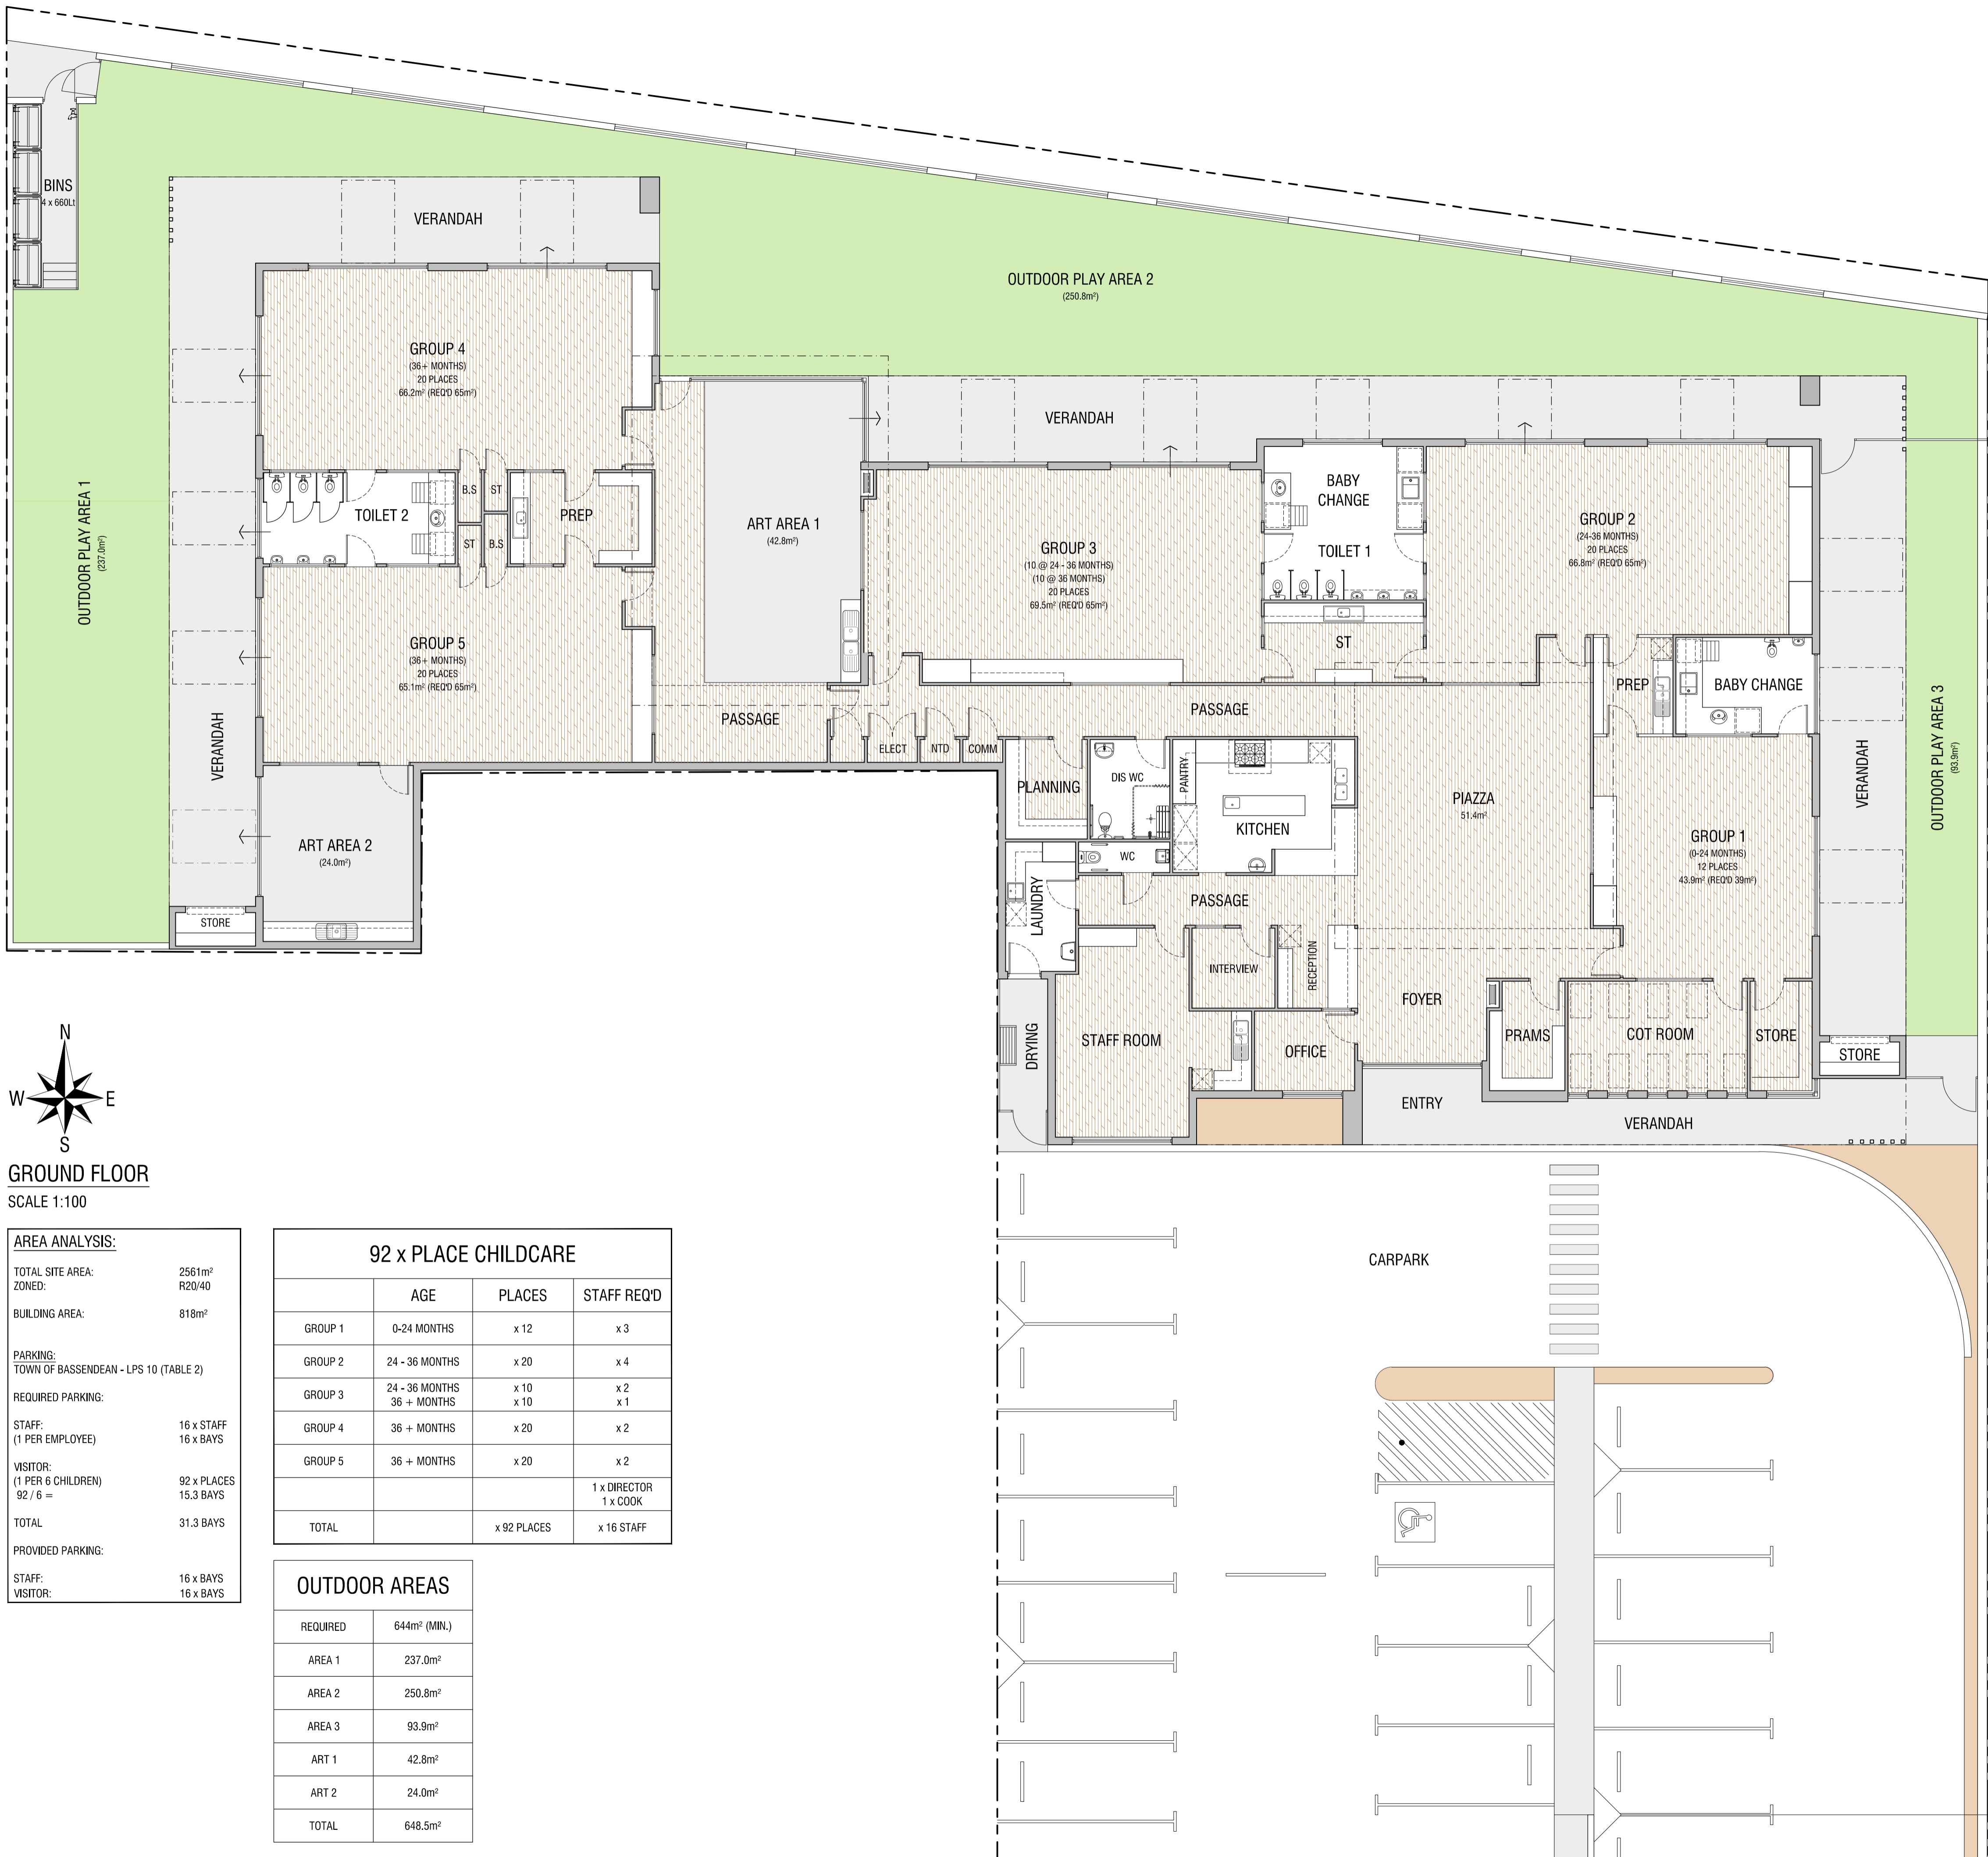 BINS
4 x 660Lt
VERANDAH
OUTDOOR PLAY AREA 2
(250.8m²)
GROUP 4
(36+ MONTHS)
20 PLACES
66.2m² (REQ'D 65m²)
VERANDAH
OUTDOOR PLAY AREA 1
(237.0m²)
TOILET 2
B.S
ST
ST
B.S
PREP
ART AREA 1
(42.8m²)
GROUP 3
(10 @ 24 - 36 MONTHS)
(10 @ 36 MONTHS)
20 PLACES
69.5m² (REQ'D 65m²)
BABY
CHANGE
TOILET 1
GROUP 2
(24-36 MONTHS)
20 PLACES
66.8m² (REQ'D 65m²)
ST
GROUP 5
(36+ MONTHS)
20 PLACES
65.1m² (REQ'D 65m²)
VERANDAH
PASSAGE
ELECT
NTD
COMM
PASSAGE
PREP
BABY CHANGE
OUTDOOR PLAY AREA 3
(93.9m²)
VERANDAH
PLANNING
DIS WC
PANTRY
KITCHEN
PIAZZA
51.4m²
GROUP 1
(0-24 MONTHS)
12 PLACES
43.9m² (REQ'D 39m²)
ART AREA 2
(24.0m²)
STORE
WC
LAUNDRY
PASSAGE
INTERVIEW
RECEPTION
FOYER
DRYING
STAFF ROOM
OFFICE
PRAMS
COT ROOM
STORE
STORE
ENTRY
VERANDAH
CARPARK
N
W
E
S
GROUND FLOOR
SCALE 1:100
AREA ANALYSIS:
TOTAL SITE AREA: 2561m²
ZONED: R20/40
BUILDING AREA: 818m²
PARKING:
TOWN OF BASSENDEAN - LPS 10 (TABLE 2)
REQUIRED PARKING:
STAFF: 16 x STAFF
(1 PER EMPLOYEE) 16 x BAYS
VISITOR:
(1 PER 6 CHILDREN) 92 x PLACES
92 / 6 = 15.3 BAYS
TOTAL 31.3 BAYS
PROVIDED PARKING:
STAFF: 16 x BAYS
VISITOR: 16 x BAYS
92 x PLACE CHILDCARE
AGE PLACES STAFF REQ'D
GROUP 1 0-24 MONTHS x 12 x 3
GROUP 2 24 - 36 MONTHS x 20 x 4
GROUP 3 24 - 36 MONTHS x 10 x 2
36 + MONTHS x 10 x 1
GROUP 4 36 + MONTHS x 20 x 2
GROUP 5 36 + MONTHS x 20 x 2
1 x DIRECTOR
1 x COOK
TOTAL x 92 PLACES x 16 STAFF
OUTDOOR AREAS
REQUIRED 644m² (MIN.)
AREA 1 237.0m²
AREA 2 250.8m²
AREA 3 93.9m²
ART 1 42.8m²
ART 2 24.0m²
TOTAL 648.5m²